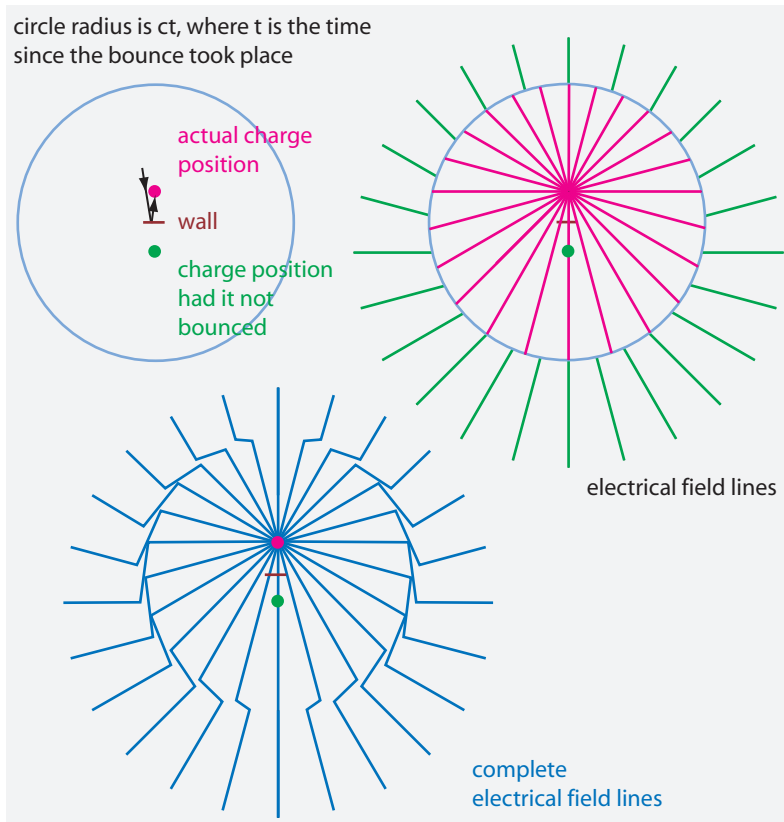 circle radius is ct, where t is the time
since the bounce took place
actual charge
position
wall
charge position
had it not
bounced
electrical field lines
complete
electrical field lines